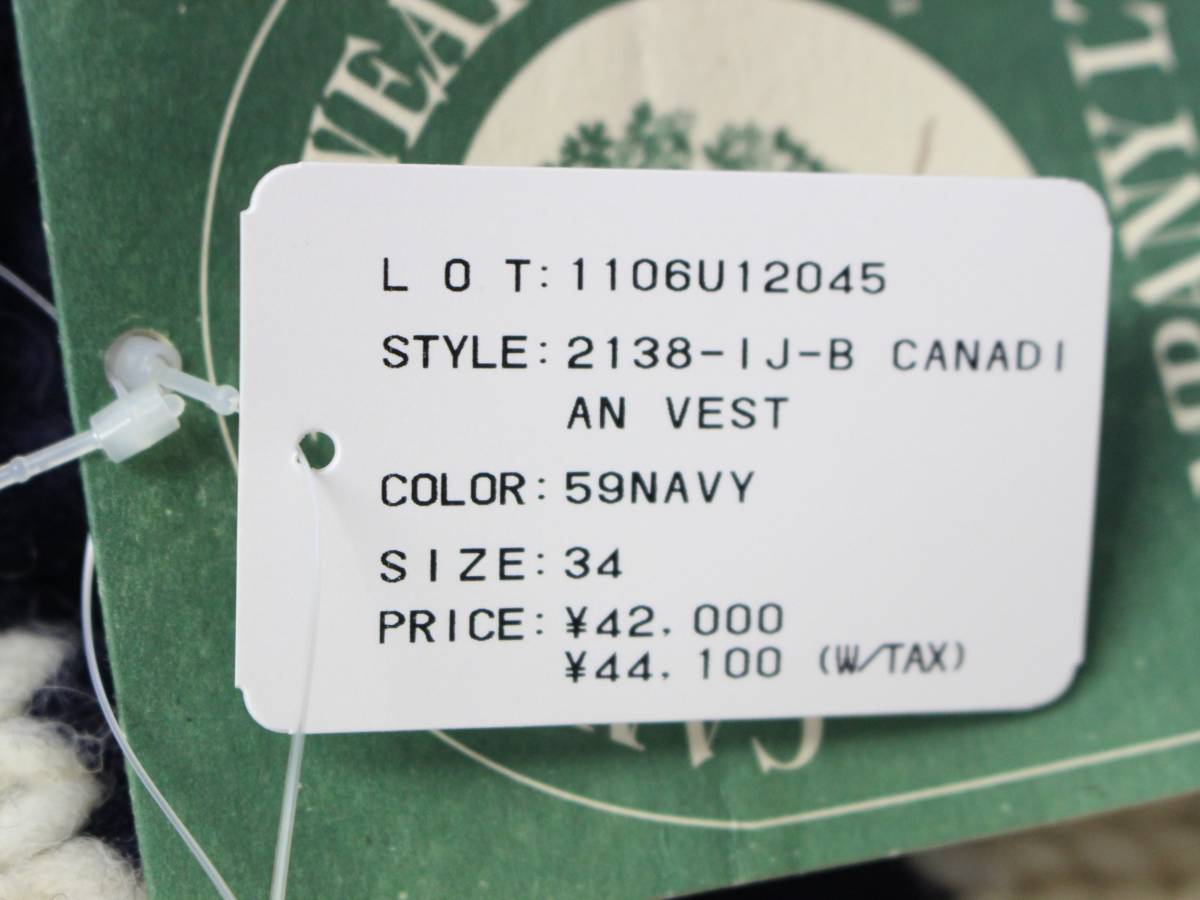 L O T: 1106U12045
STYLE: 2138-IJ-B CANADI
AN VEST
COLOR: 59NAVY
SIZE: 34
PRICE: ¥42,000
¥44,100 (W/TAX)